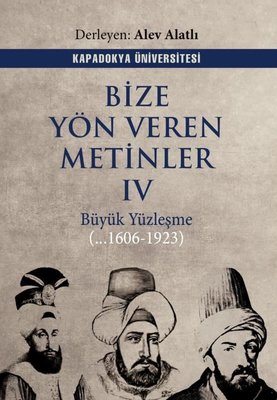 Derleyen: Alev Alatlı
KAPADOKYA ÜNİVERSİTESİ
BİZE
YÖN VEREN
METİNLER
IV
Büyük Yüzleşme
(...1606-1923)